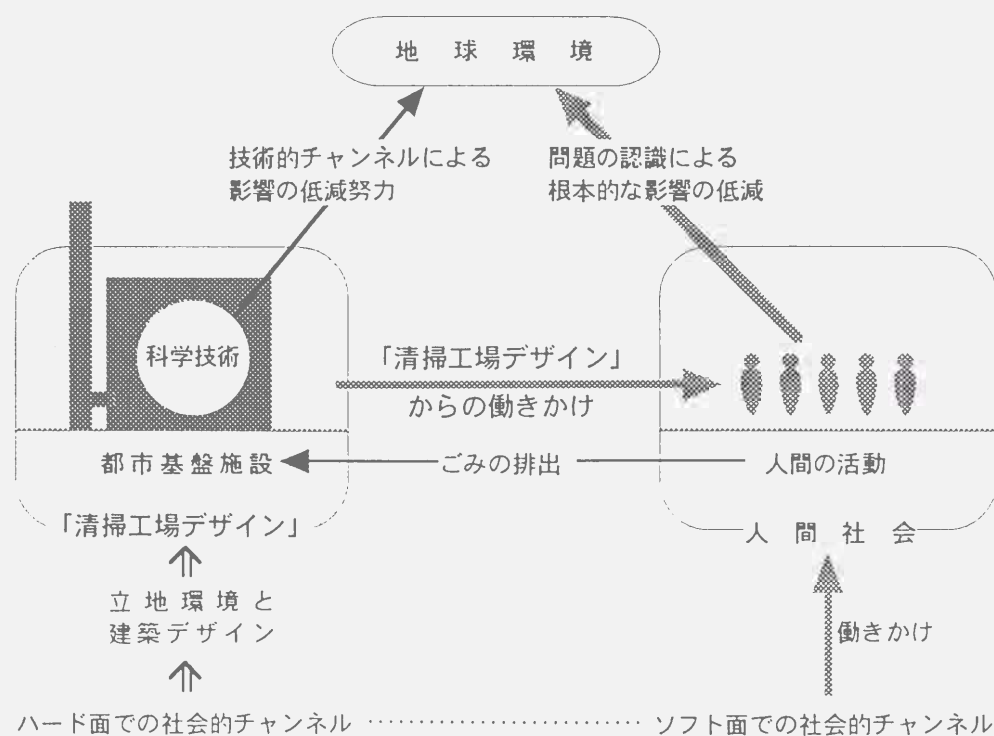 地球環境
技術的チャンネルによる
影響の低減努力
問題の認識による
根本的な影響の低減
科学技術
「清掃工場デザイン」
からの働きかけ
都市基盤施設
ごみの排出
人間の活動
「清掃工場デザイン」
人間社会
立地環境と
建築デザイン
働きかけ
ハード面での社会的チャンネル ………………………… ソフト面での社会的チャンネル